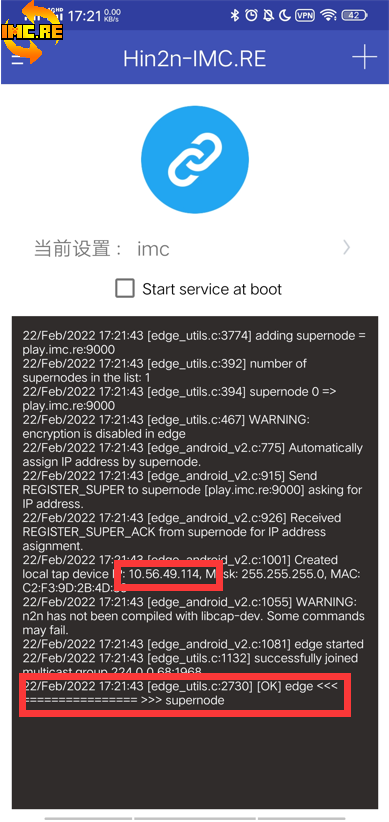 17:21 0.00 KB/s VPN 42
IMC.RE
Hin2n-IMC.RE
当前设置： imc
Start service at boot
22/Feb/2022 17:21:43 [edge_utils.c:3774] adding supernode =
play.imc.re:9000
22/Feb/2022 17:21:43 [edge_utils.c:392] number of
supernodes in the list: 1
22/Feb/2022 17:21:43 [edge_utils.c:394] supernode 0 =>
play.imc.re:9000
22/Feb/2022 17:21:43 [edge_utils.c:467] WARNING:
encryption is disabled in edge
22/Feb/2022 17:21:43 [edge_android_v2.c:775] Automatically
assign IP address by supernode.
22/Feb/2022 17:21:43 [edge_android_v2.c:915] Send
REGISTER_SUPER to supernode [play.imc.re:9000] asking for
IP address.
22/Feb/2022 17:21:43 [edge_android_v2.c:926] Received
REGISTER_SUPER_ACK from supernode for IP address
asignment.
22/Feb/2022 17:21:43 [edge_android_v2.c:1001] Created
local tap device IP: 10.56.49.114, Mask: 255.255.255.0, MAC:
C2:F3:9D:2B:4D:
22/Feb/2022 17:21:43 [edge_android_v2.c:1055] WARNING:
n2n has not been compiled with libcap-dev. Some commands
may fail.
22/Feb/2022 17:21:43 [edge_android_v2.c:1081] edge started
22/Feb/2022 17:21:43 [edge_utils.c:1132] successfully joined
multicast group 224.0.0.68:1968
22/Feb/2022 17:21:43 [edge_utils.c:2730] [OK] edge <<<
================ >>> supernode